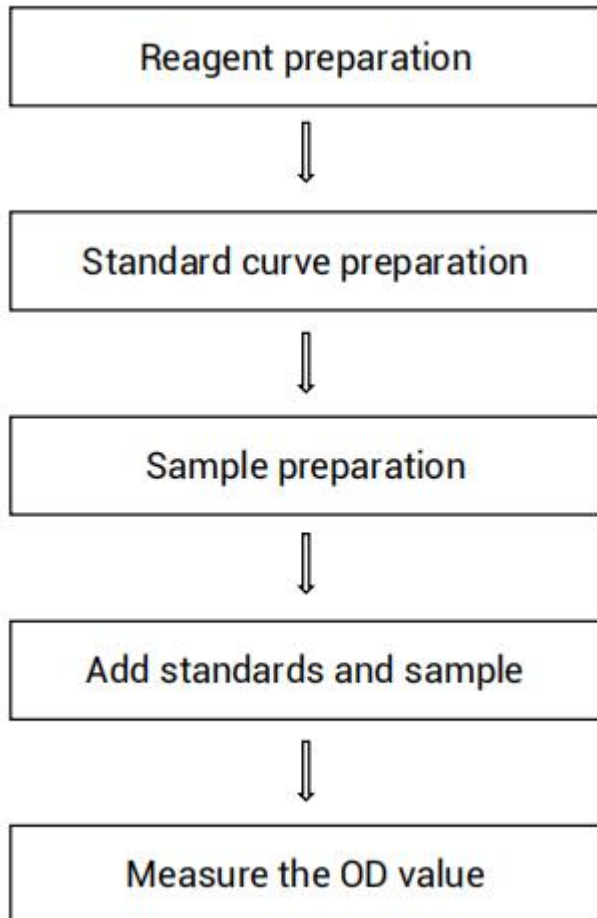 Reagent preparation
Standard curve preparation
Sample preparation
Add standards and sample
Measure the OD value